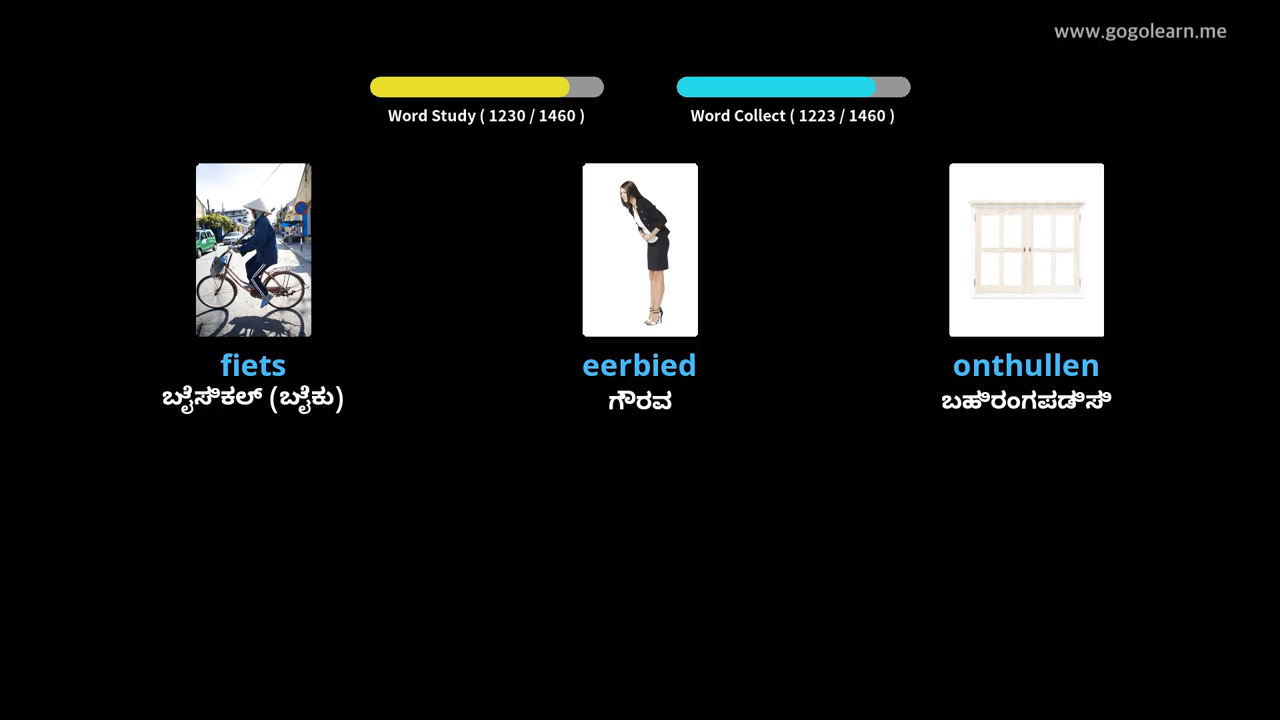 www.gogolearn.me
Word Study ( 1230 / 1460 )
Word Collect ( 1223 / 1460 )
fiets
ಬೈಸಿಕಲ್ (ಬೈಕು)
eerbied
ಗೌರವ
onthullen
ಬಹಿರಂಗಪಡಿಸಿ